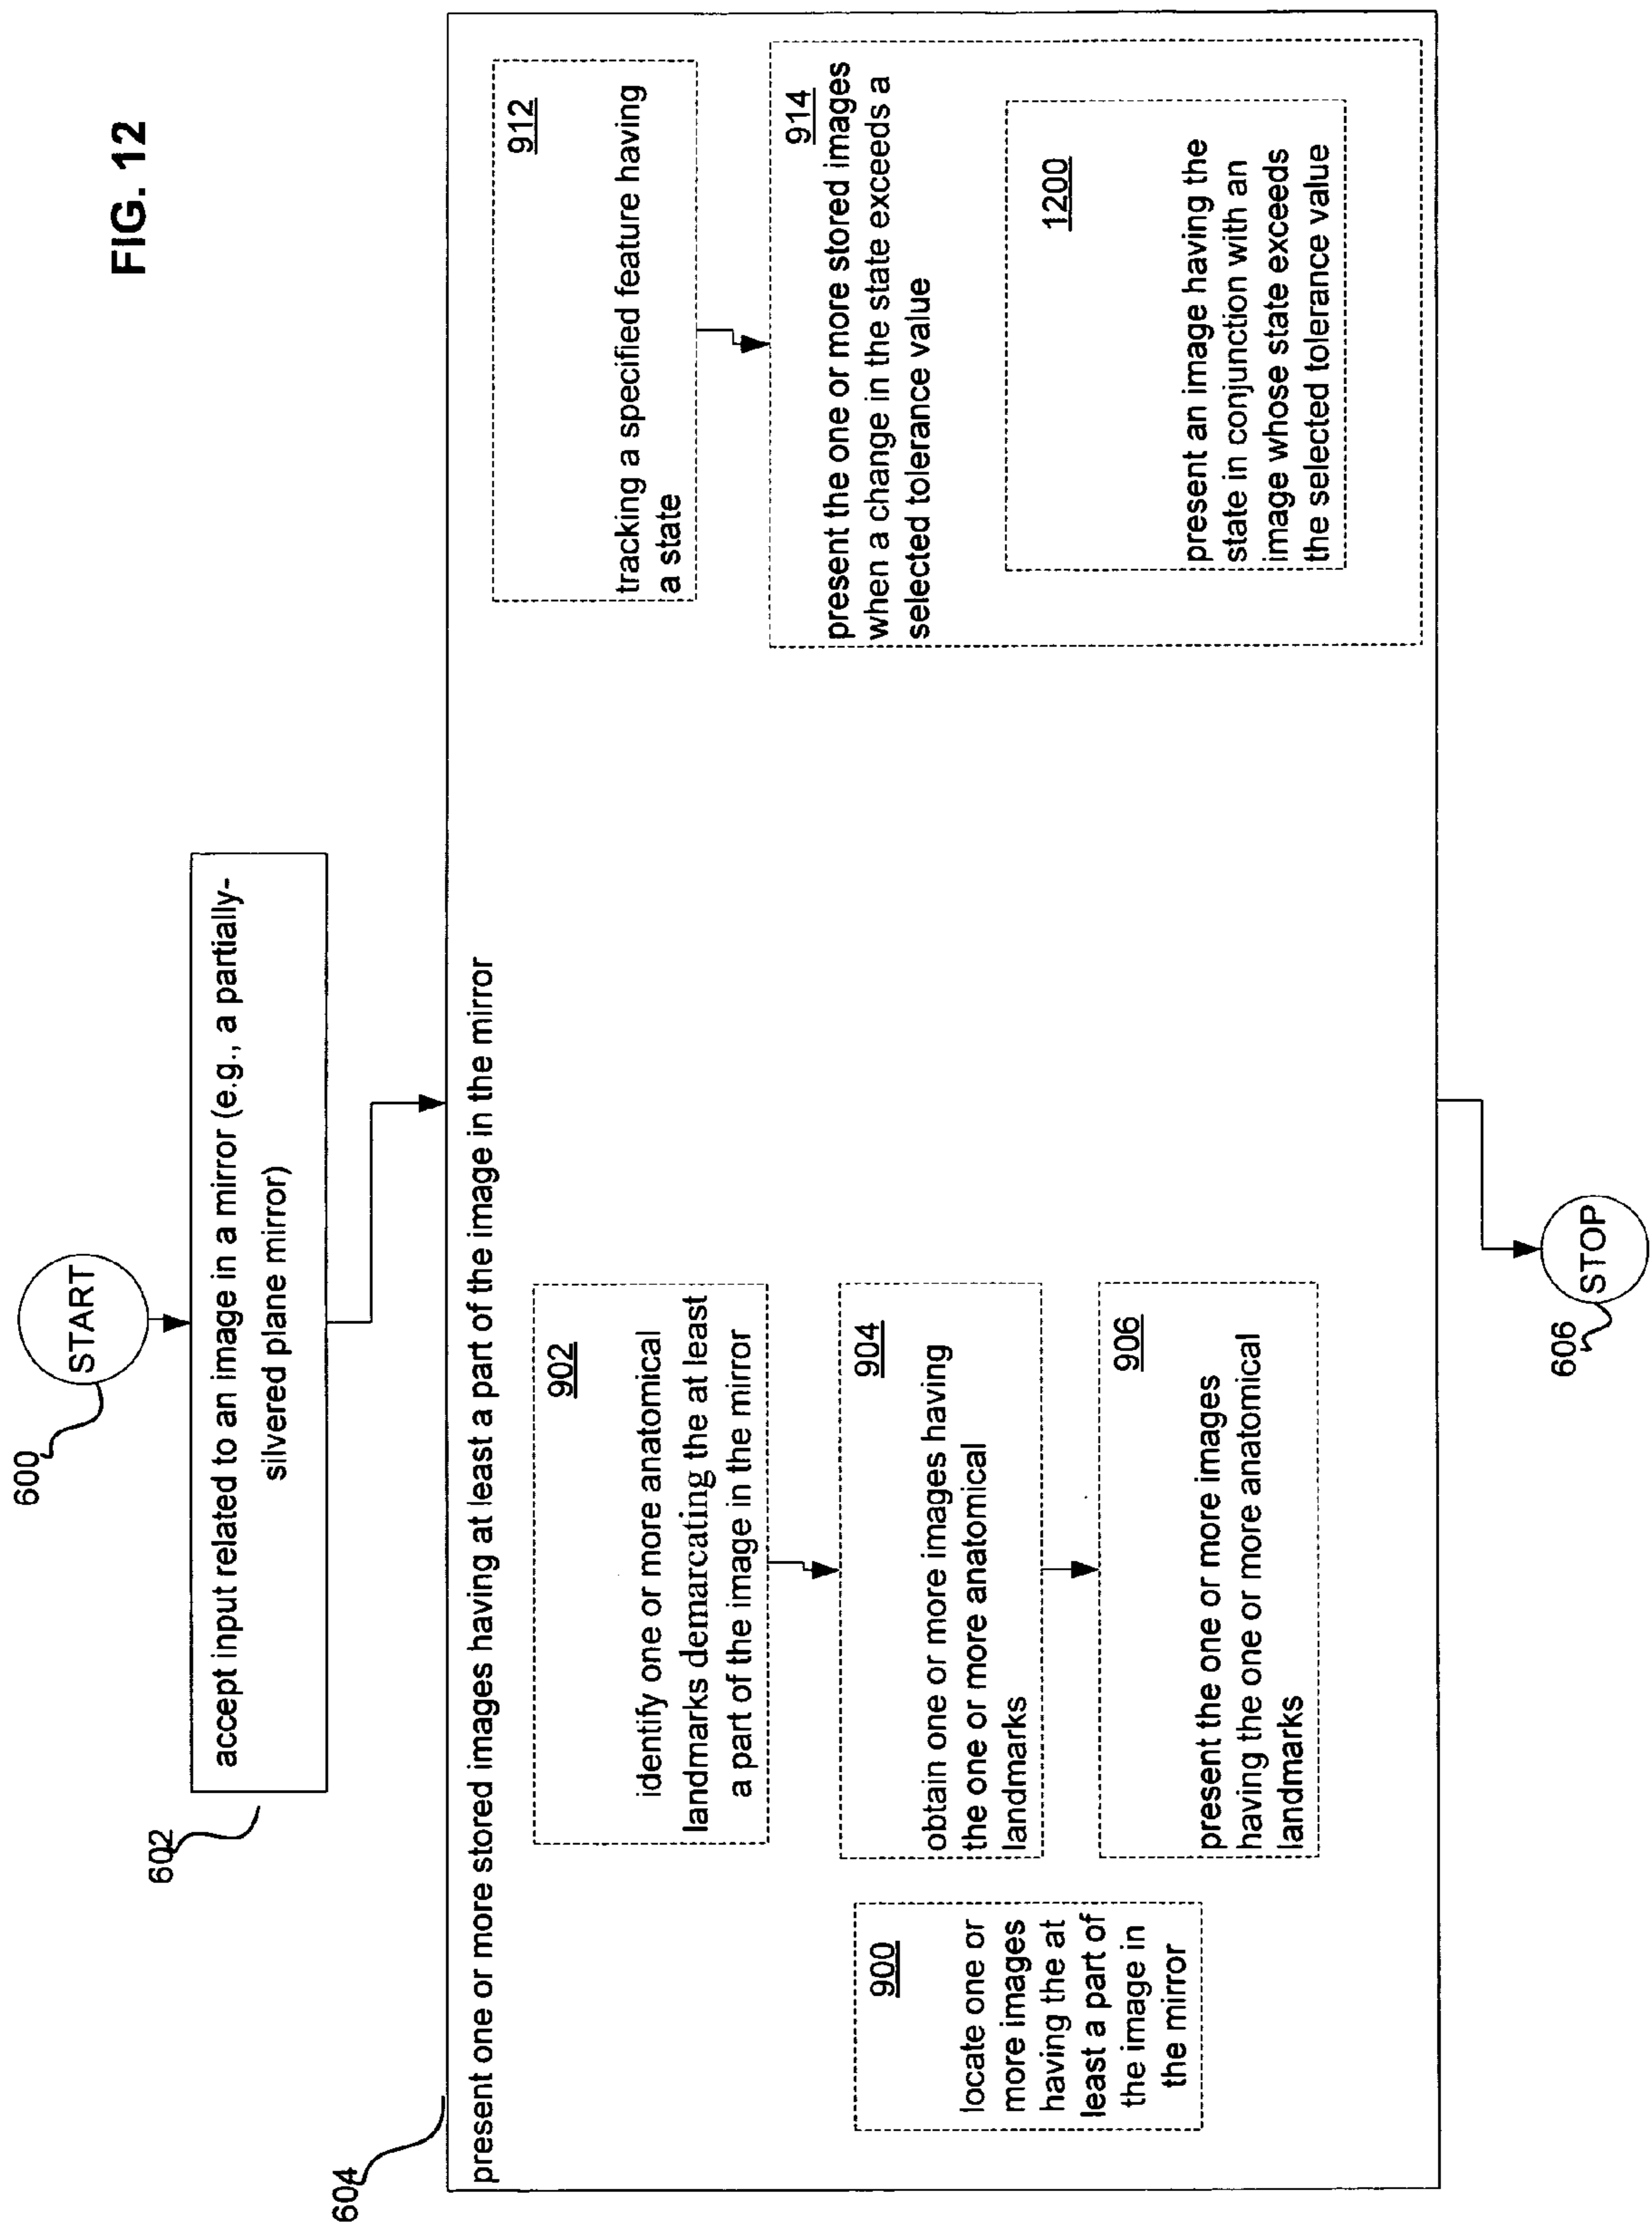 FIG. 12
600
START
602
accept input related to an image in a mirror (e.g., a partially-
silvered plane mirror)
604
present one or more stored images having at least a part of the image in the mirror
900
locate one or
more images
having the at
least a part of
the image in
the mirror
902
identify one or more anatomical
landmarks demarcating the at least
a part of the image in the mirror
904
obtain one or more images having
the one or more anatomical
landmarks
906
present the one or more images
having the one or more anatomical
landmarks
912
tracking a specified feature having
a state
914
present the one or more stored images
when a change in the state exceeds a
selected tolerance value
1200
present an image having the
state in conjunction with an
image whose state exceeds
the selected tolerance value
606
STOP